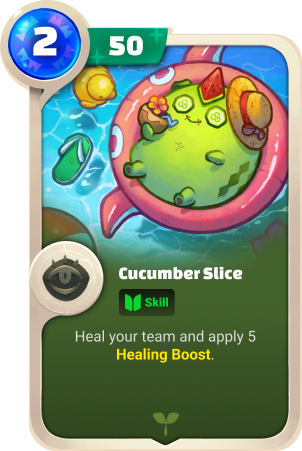 2
50
Cucumber Slice
Skill
Heal your team and apply 5
Healing Boost.